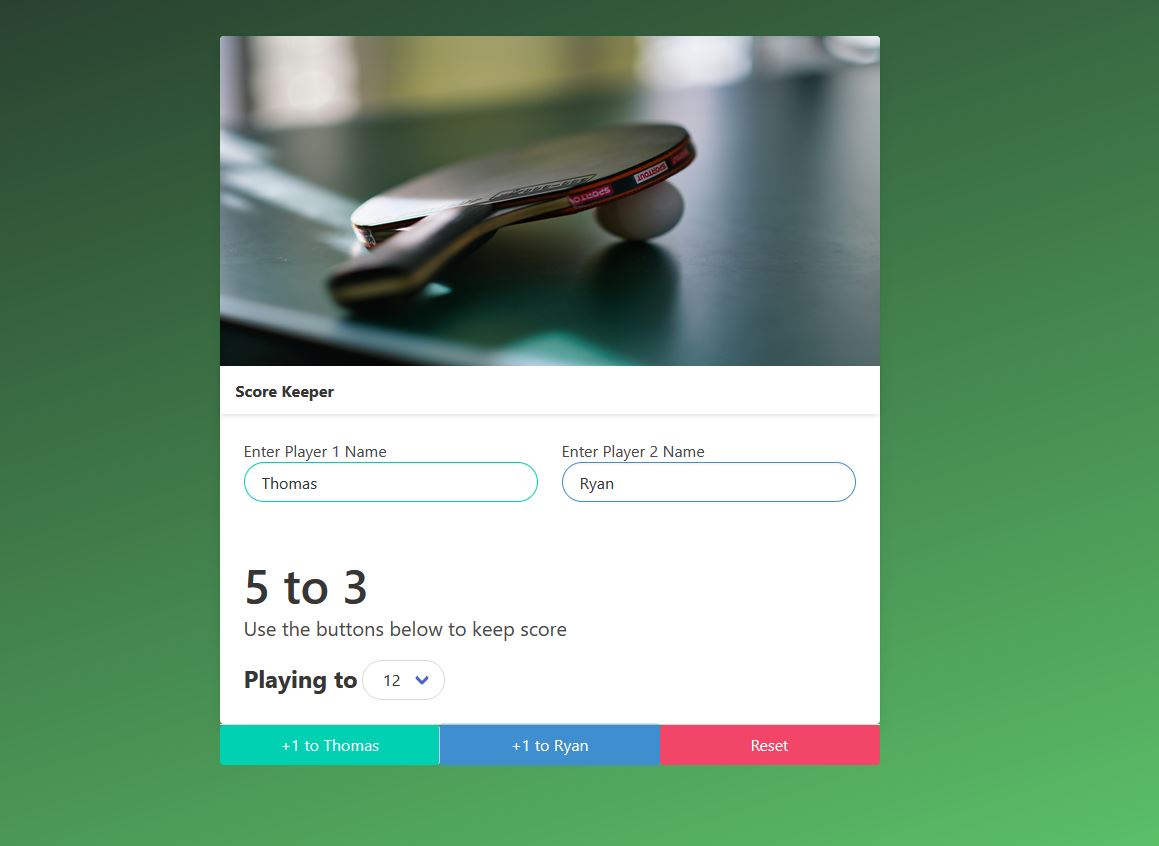 SPORTOUT
Score Keeper
Enter Player 1 Name
Enter Player 2 Name
Thomas
Ryan
5 to 3
Use the buttons below to keep score
Playing to 12
+1 to Thomas
+1 to Ryan
Reset